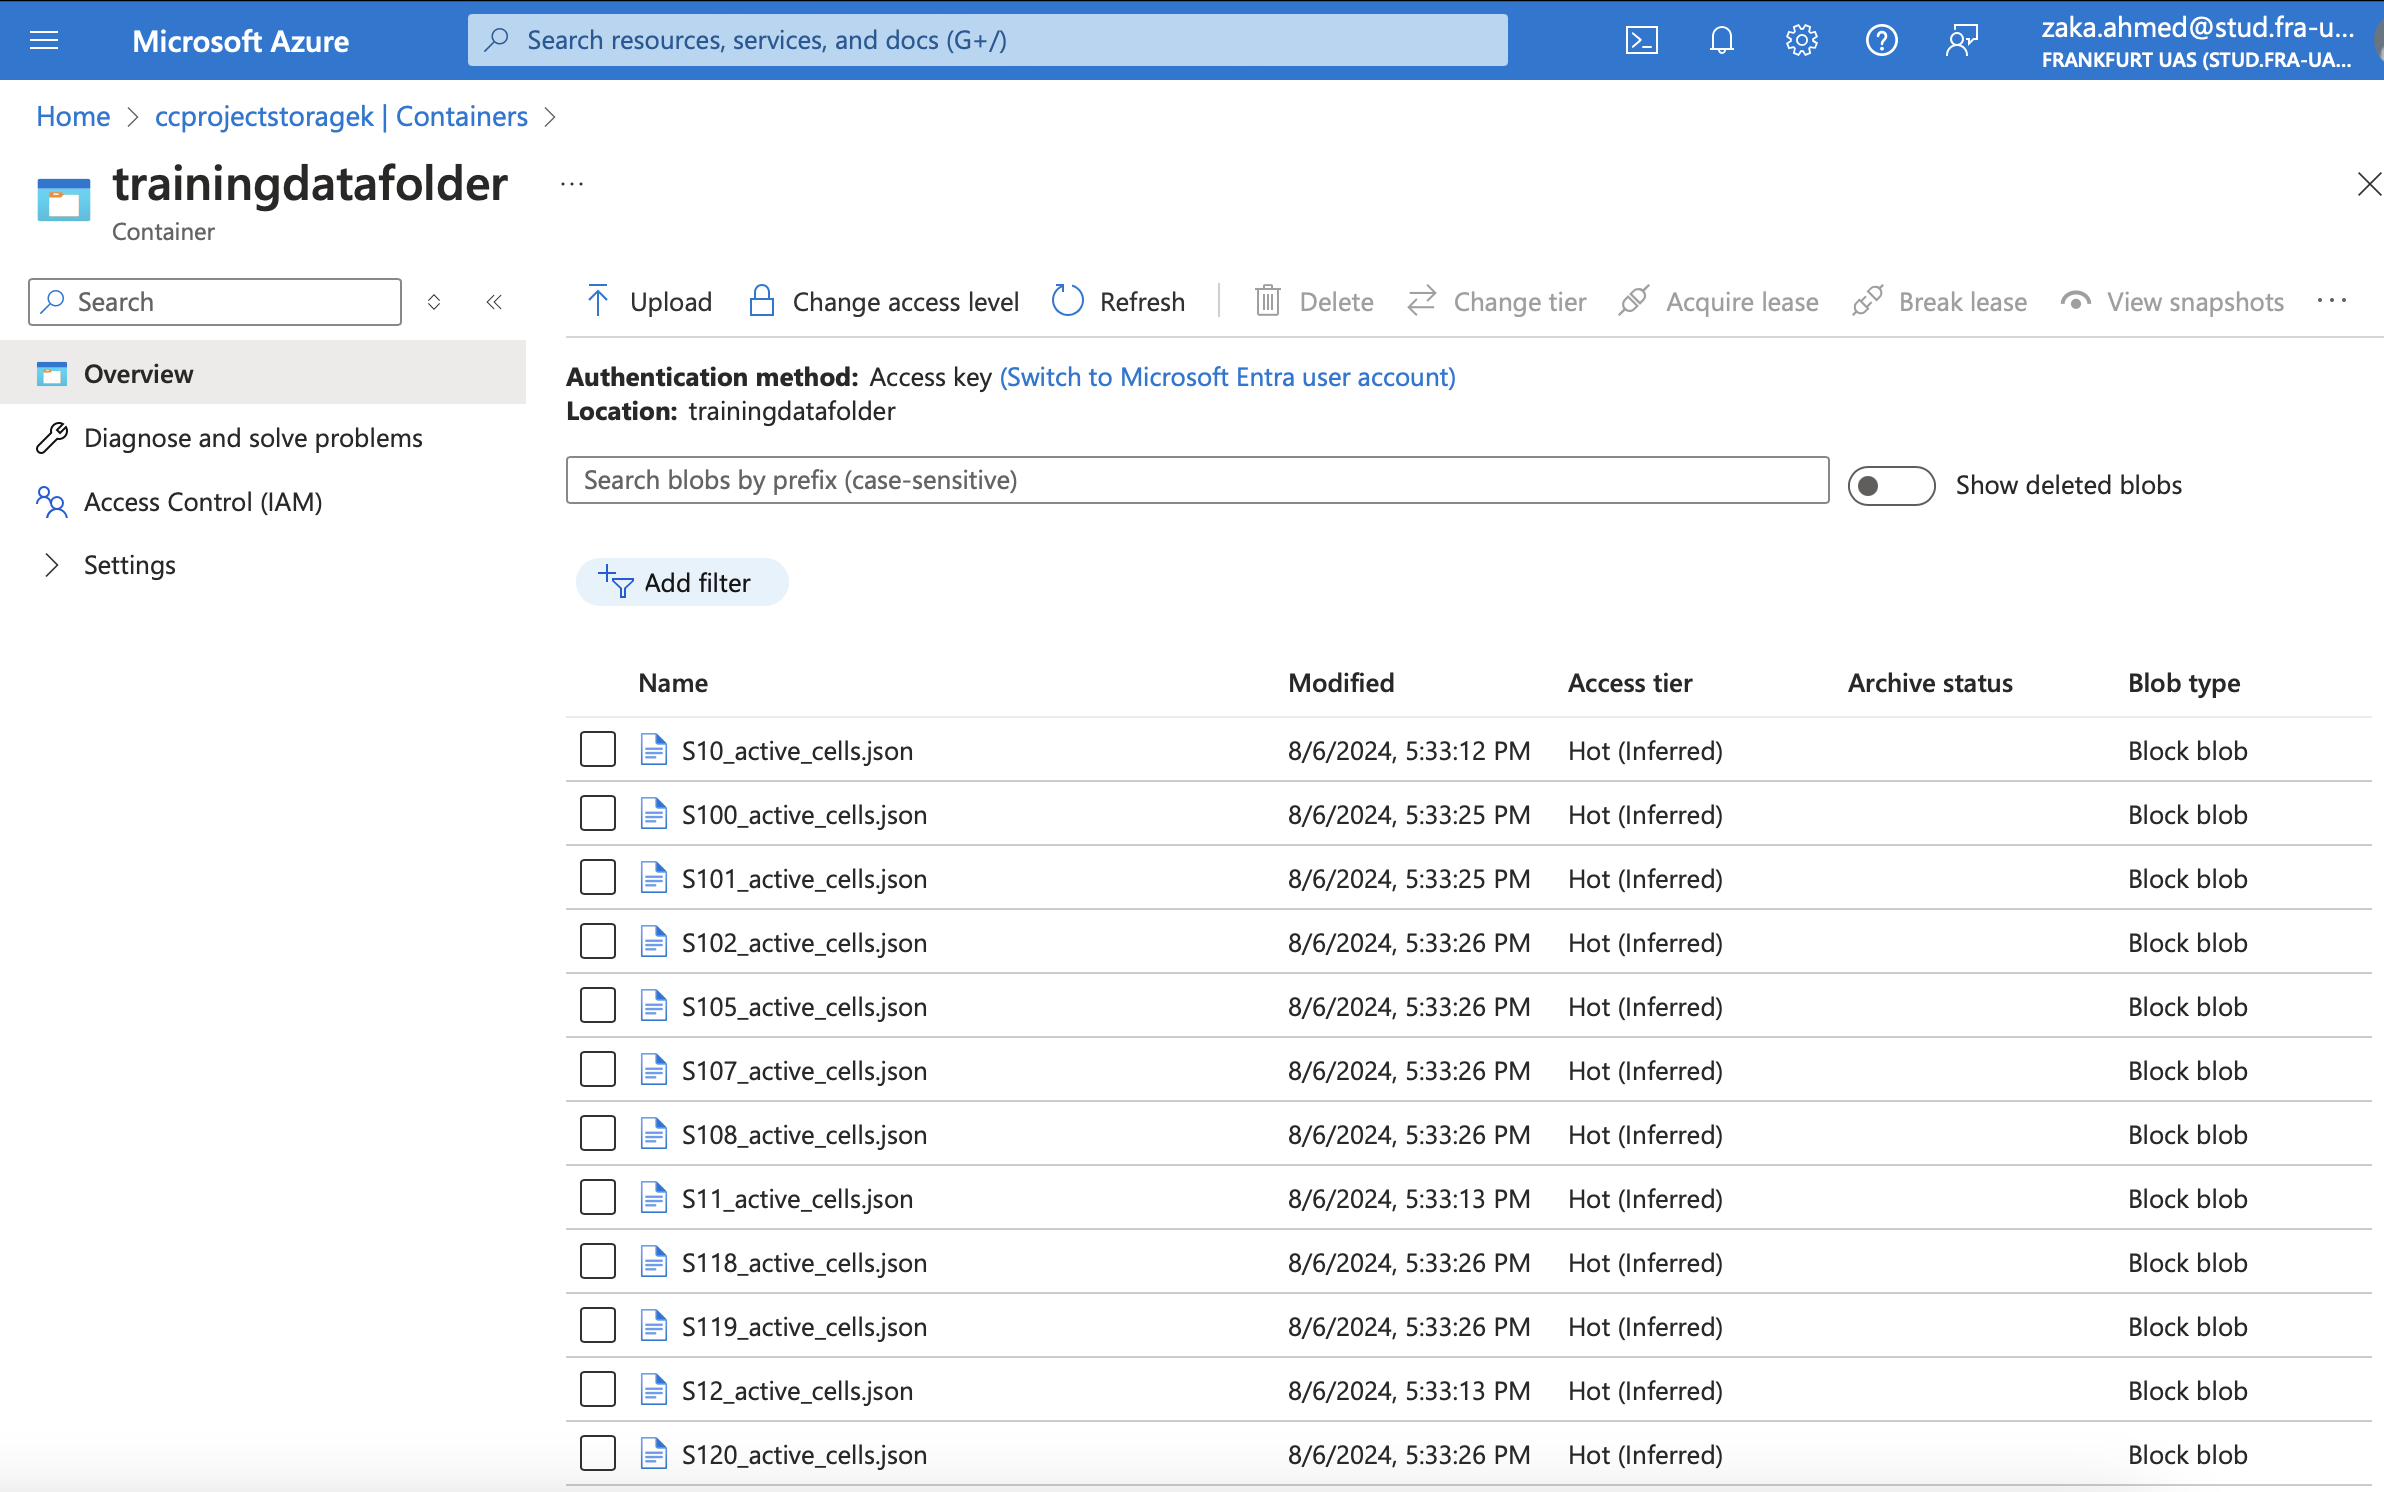 Microsoft Azure
Search resources, services, and docs (G+/)
zaka.ahmed@stud.fra-u...
FRANKFURT UAS (STUD.FRA-UA...
Home > ccprojectstoragek | Containers >
trainingdatafolder ...
Container
Search
Upload Change access level Refresh Delete Change tier Acquire lease Break lease View snapshots ...
Overview
Diagnose and solve problems
Access Control (IAM)
Settings
Authentication method: Access key (Switch to Microsoft Entra user account)
Location: trainingdatafolder
Search blobs by prefix (case-sensitive)
Show deleted blobs
Add filter
Name Modified Access tier Archive status Blob type
S10_active_cells.json 8/6/2024, 5:33:12 PM Hot (Inferred) Block blob
S100_active_cells.json 8/6/2024, 5:33:25 PM Hot (Inferred) Block blob
S101_active_cells.json 8/6/2024, 5:33:25 PM Hot (Inferred) Block blob
S102_active_cells.json 8/6/2024, 5:33:26 PM Hot (Inferred) Block blob
S105_active_cells.json 8/6/2024, 5:33:26 PM Hot (Inferred) Block blob
S107_active_cells.json 8/6/2024, 5:33:26 PM Hot (Inferred) Block blob
S108_active_cells.json 8/6/2024, 5:33:26 PM Hot (Inferred) Block blob
S11_active_cells.json 8/6/2024, 5:33:13 PM Hot (Inferred) Block blob
S118_active_cells.json 8/6/2024, 5:33:26 PM Hot (Inferred) Block blob
S119_active_cells.json 8/6/2024, 5:33:26 PM Hot (Inferred) Block blob
S12_active_cells.json 8/6/2024, 5:33:13 PM Hot (Inferred) Block blob
S120_active_cells.json 8/6/2024, 5:33:26 PM Hot (Inferred) Block blob